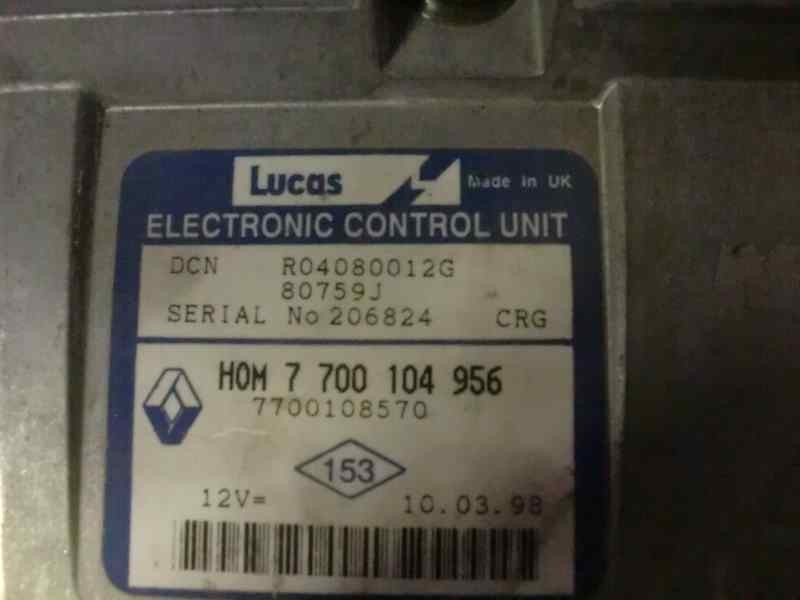 Lucas Made in UK
ELECTRONIC CONTROL UNIT
DCN R04080012G
80759J
SERIAL No 206824 CRG
HOM 7 700 104 956
7700108570
153
12V= 10.03.98